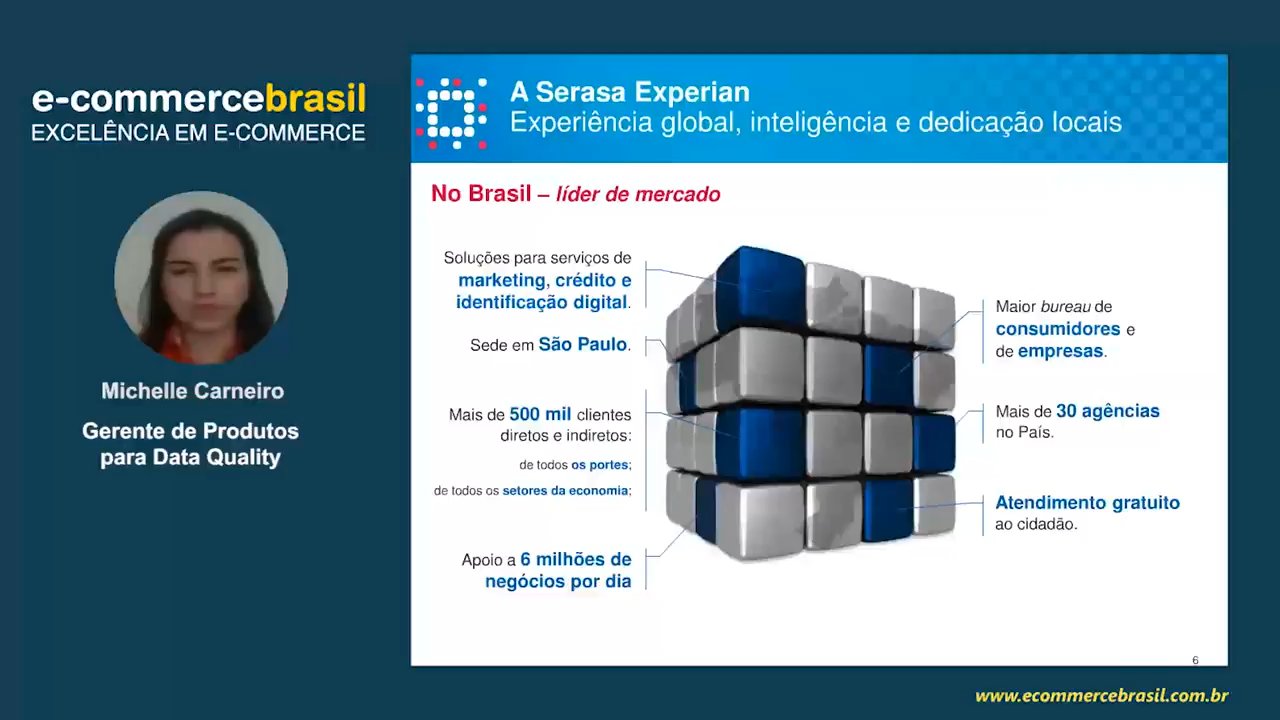 e-commercebrasil
EXCELÊNCIA EM E-COMMERCE
Michelle Carneiro
Gerente de Produtos
para Data Quality
A Serasa Experian
Experiência global, inteligência e dedicação locais
No Brasil – líder de mercado
Soluções para serviços de
marketing, crédito e
identificação digital.
Sede em São Paulo.
Mais de 500 mil clientes
diretos e indiretos:
de todos os portes;
de todos os setores da economia;
Apoio a 6 milhões de
negócios por dia
Maior bureau de
consumidores e
de empresas.
Mais de 30 agências
no País.
Atendimento gratuito
ao cidadão.
6
www.ecommercebrasil.com.br